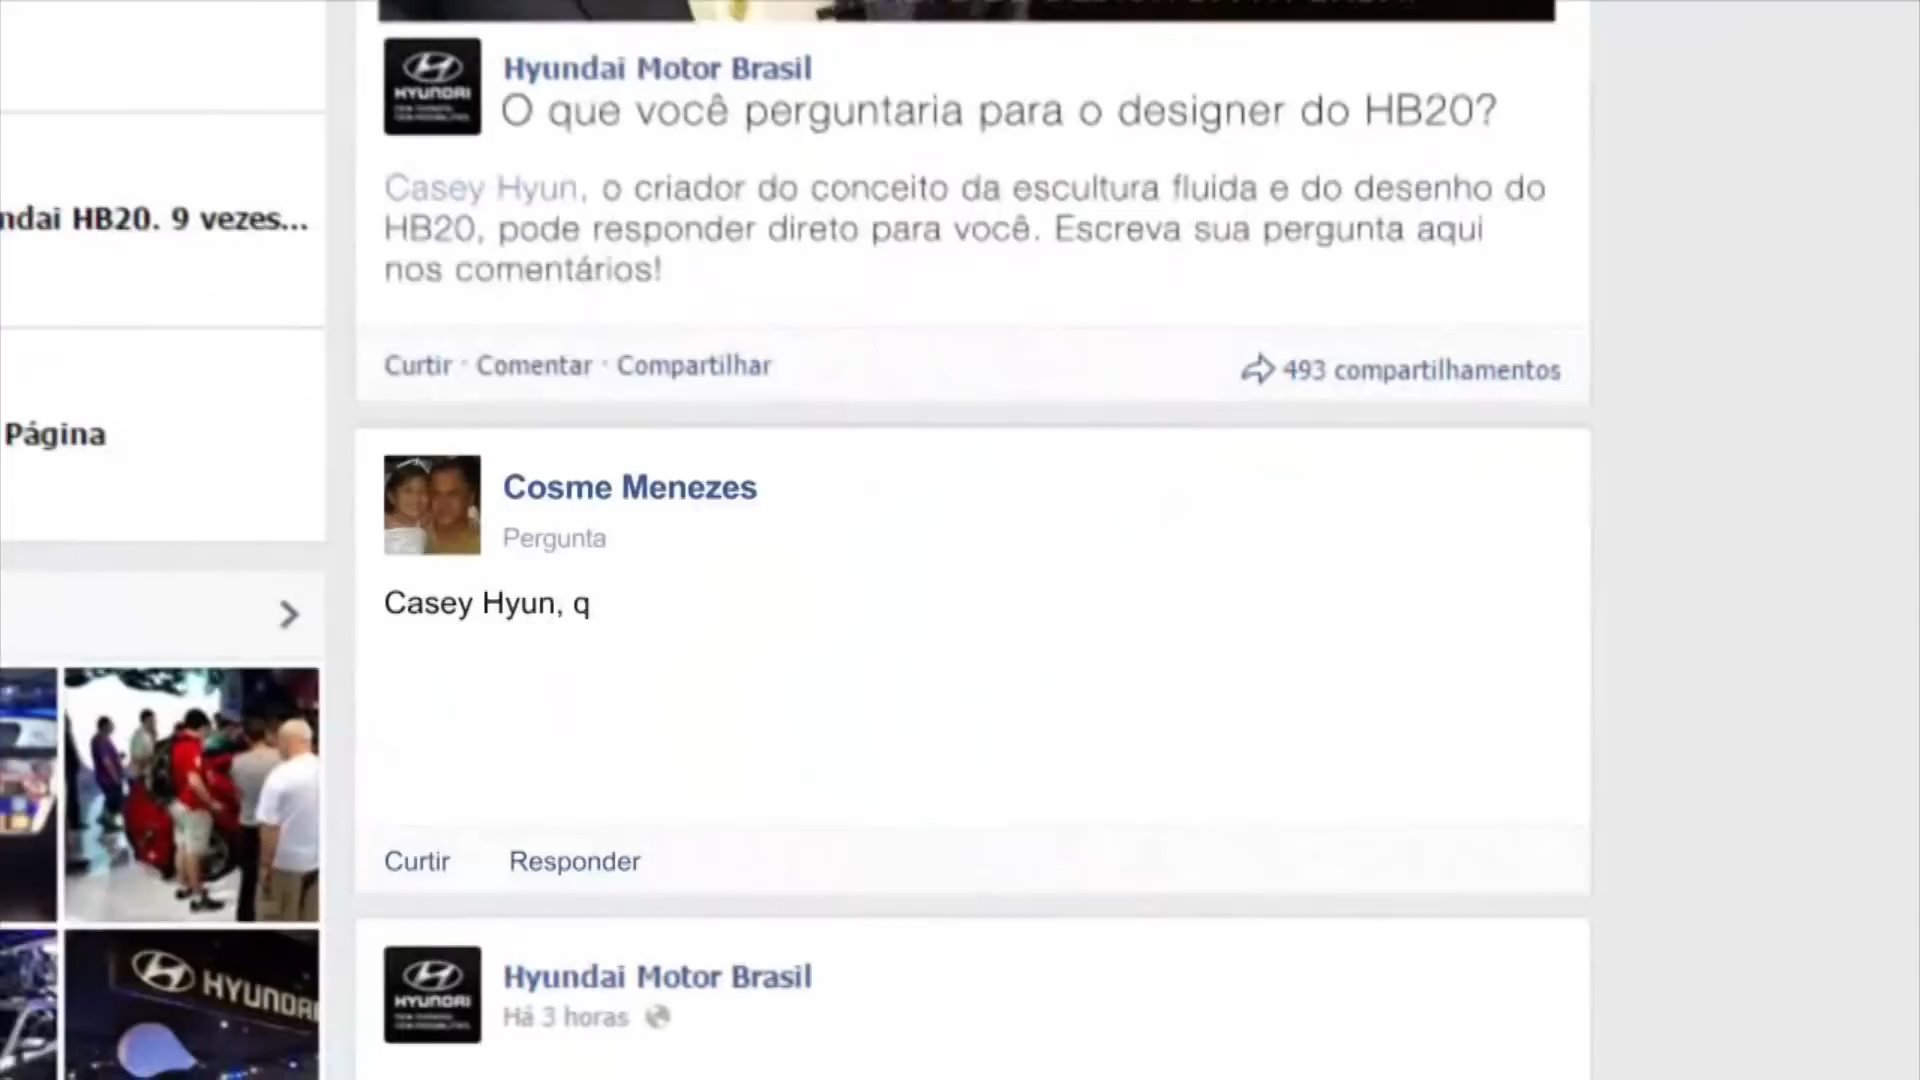 Hyundai Motor Brasil
HYUNDAI
O que você perguntaria para o designer do HB20?
Casey Hyun, o criador do conceito da escultura fluida e do desenho do
HB20, pode responder direto para você. Escreva sua pergunta aqui
nos comentários!
Curtir · Comentar · Compartilhar
493 compartilhamentos
ndai HB20. 9 vezes...
Página
Cosme Menezes
Pergunta
Casey Hyun, q
Curtir
Responder
HYUNDAI
Hyundai Motor Brasil
HYUNDAI
Há 3 horas